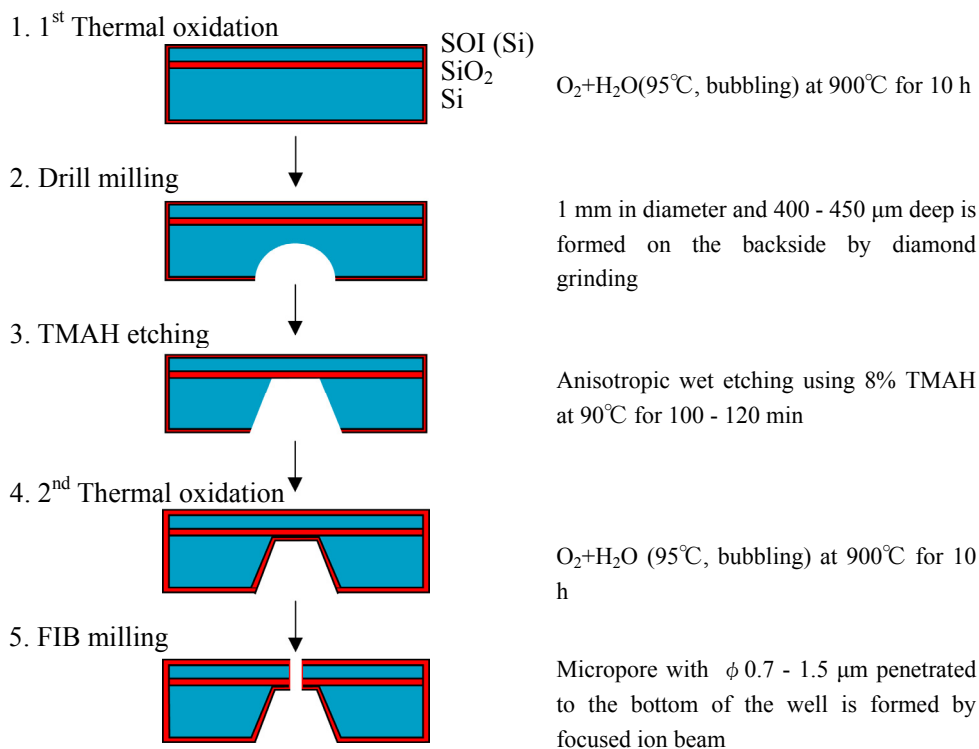 1. 1st Thermal oxidation
SOI (Si)
SiO2
Si
O2+H2O(95℃, bubbling) at 900℃ for 10 h
2. Drill milling
1 mm in diameter and 400 - 450 μm deep is
formed on the backside by diamond
grinding
3. TMAH etching
Anisotropic wet etching using 8% TMAH
at 90℃ for 100 - 120 min
4. 2nd Thermal oxidation
O2+H2O (95℃, bubbling) at 900℃ for 10
h
5. FIB milling
Micropore with ϕ 0.7 - 1.5 μm penetrated
to the bottom of the well is formed by
focused ion beam